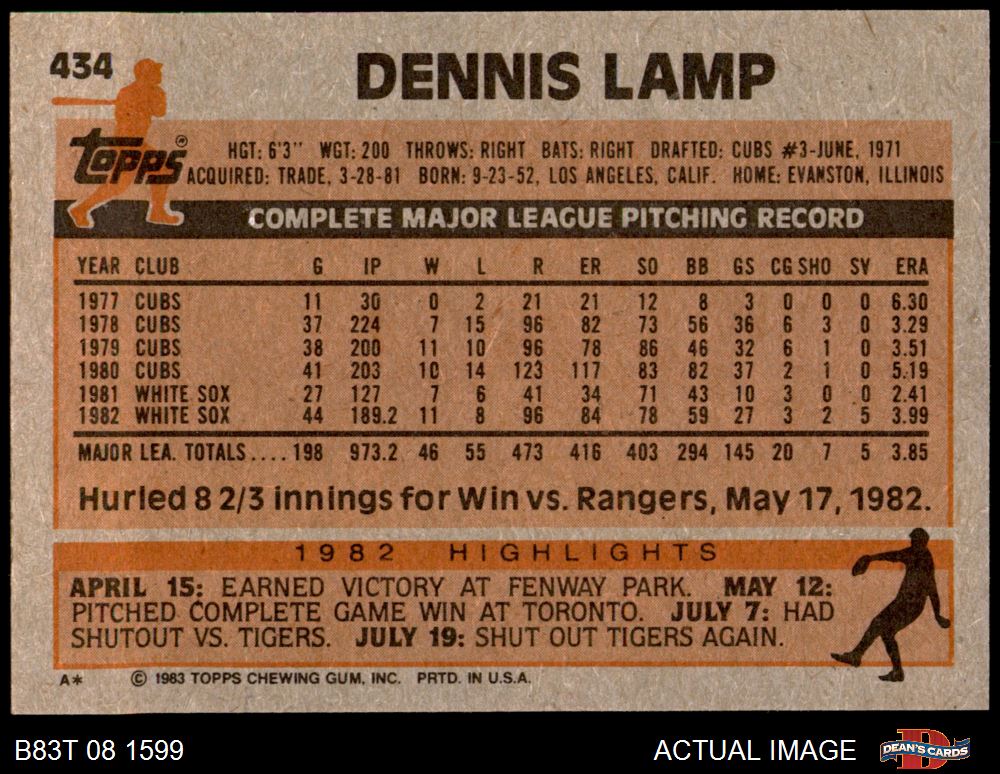 434
DENNIS LAMP
Topps®
HGT: 6'3" WGT: 200 THROWS: RIGHT BATS: RIGHT DRAFTED: CUBS #3-JUNE, 1971
ACQUIRED: TRADE, 3-28-81 BORN: 9-23-52, LOS ANGELES, CALIF. HOME: EVANSTON, ILLINOIS
COMPLETE MAJOR LEAGUE PITCHING RECORD
YEAR CLUB G IP W L R ER SO BB GS CG SHO SV ERA
1977 CUBS 11 30 0 2 21 21 12 8 3 0 0 0 6.30
1978 CUBS 37 224 7 15 96 82 73 56 36 6 3 0 3.29
1979 CUBS 38 200 11 10 96 78 86 46 32 6 1 0 3.51
1980 CUBS 41 203 10 14 123 117 83 82 37 2 1 0 5.19
1981 WHITE SOX 27 127 7 6 41 34 71 43 10 3 0 0 2.41
1982 WHITE SOX 44 189.2 11 8 96 84 78 59 27 3 2 5 3.99
MAJOR LEA. TOTALS.... 198 973.2 46 55 473 416 403 294 145 20 7 5 3.85
Hurled 8 2/3 innings for Win vs. Rangers, May 17, 1982.
1982 HIGHLIGHTS
APRIL 15: EARNED VICTORY AT FENWAY PARK. MAY 12:
PITCHED COMPLETE GAME WIN AT TORONTO. JULY 7: HAD
SHUTOUT VS. TIGERS. JULY 19: SHUT OUT TIGERS AGAIN.
A* © 1983 TOPPS CHEWING GUM, INC. PRTD. IN U.S.A.
B83T 08 1599 ACTUAL IMAGE DEAN'S CARDS